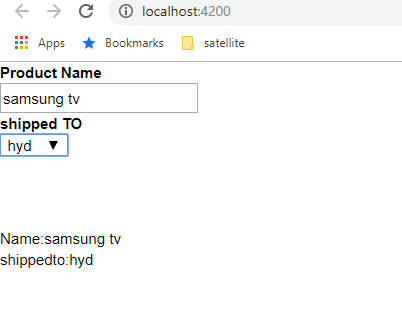 localhost:4200
Apps Bookmarks satellite
Product Name
samsung tv
shipped TO
hyd
Name:samsung tv
shippedto:hyd